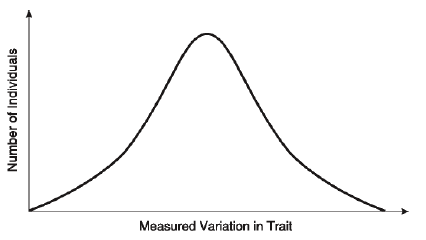 Number of Individuals
Measured Variation in Trait